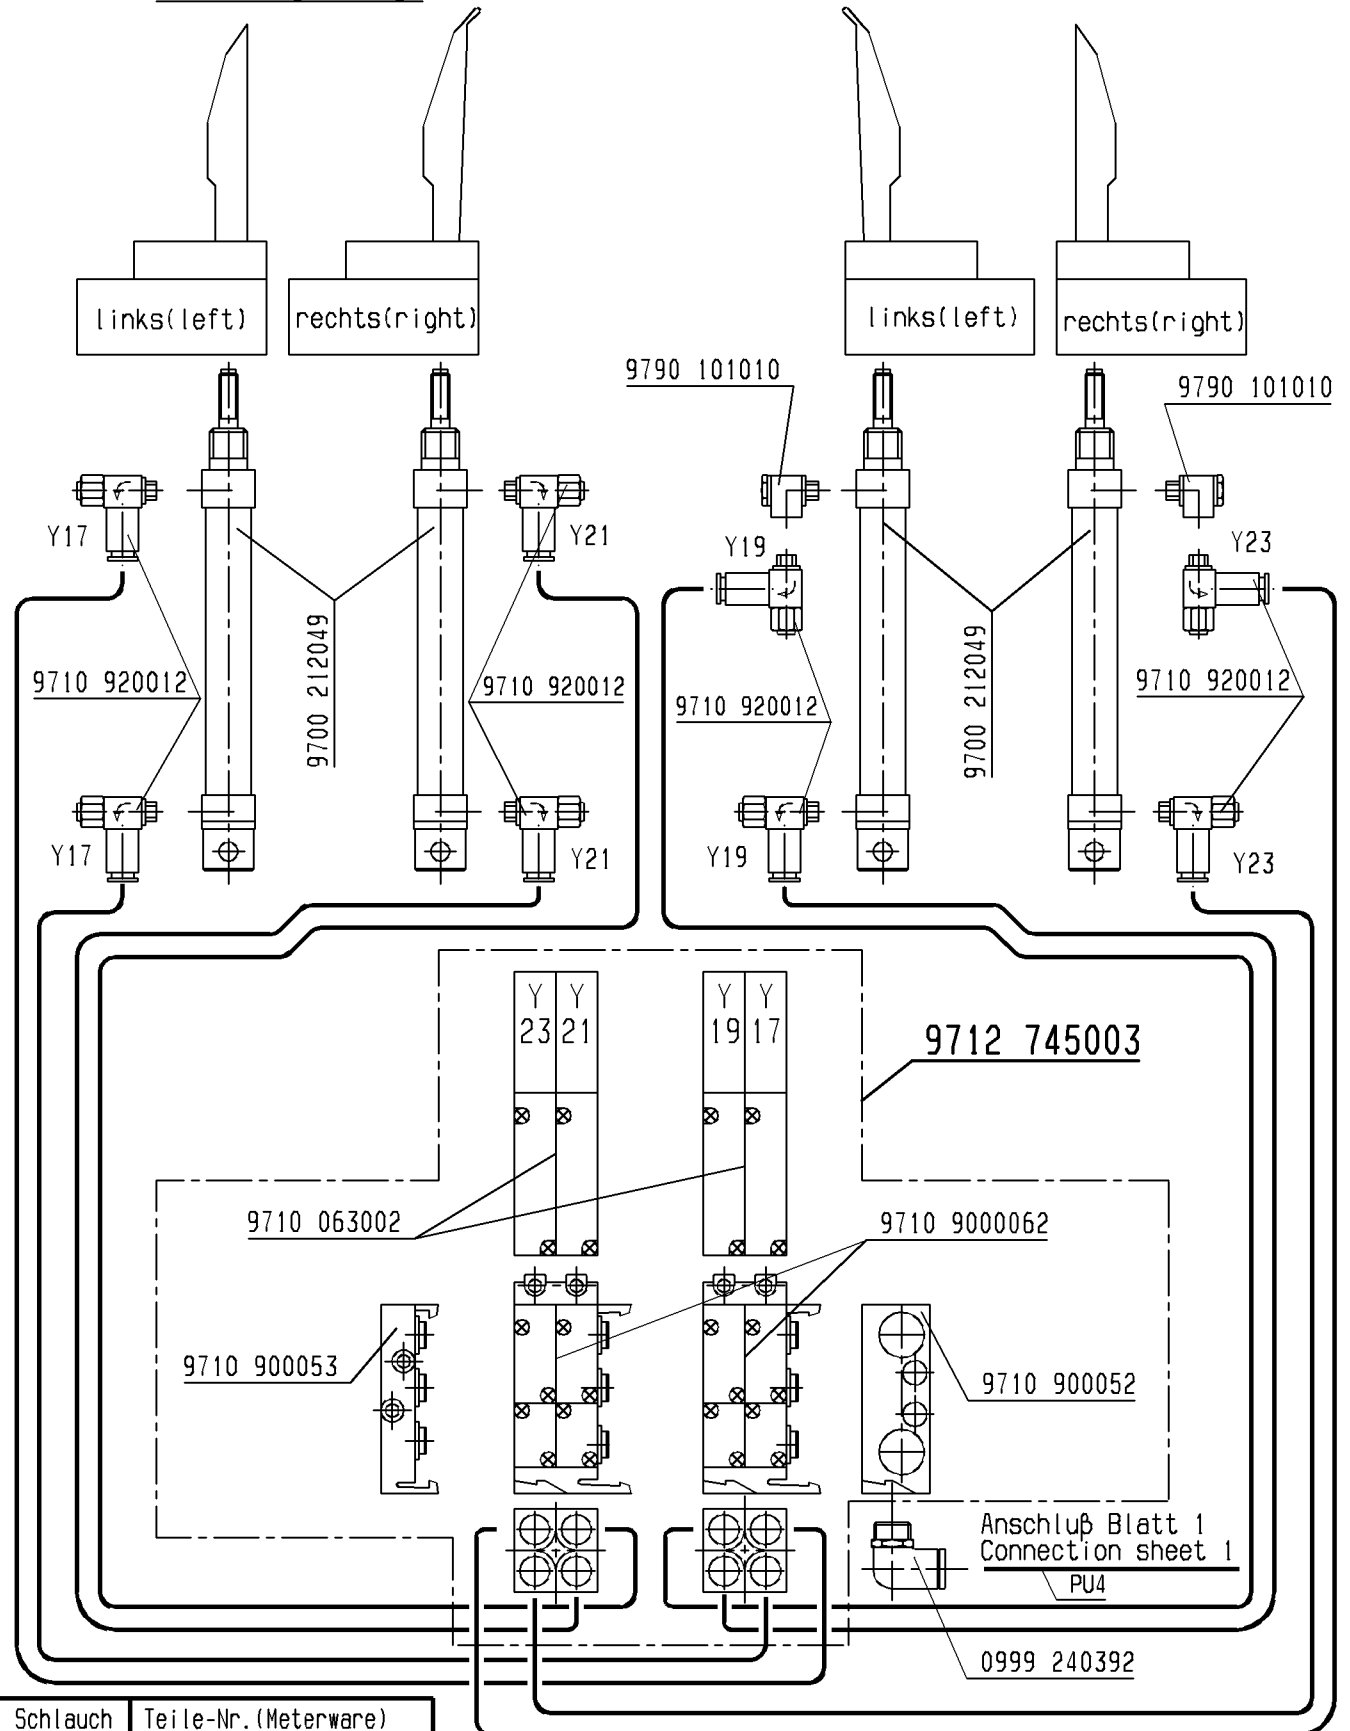 links(left)
rechts(right)
links(left)
rechts(right)
9790 101010
9790 101010
Y17
Y21
Y19
Y23
9700 212049
9700 212049
9710 920012
9710 920012
9710 920012
9710 920012
Y17
Y21
Y19
Y23
Y 23
Y 21
Y 19
Y 17
9712 745003
9710 063002
9710 9000062
9710 900053
9710 900052
Anschluß Blatt 1
Connection sheet 1
PU4
0999 240392
Schlauch
Teile-Nr.(Meterware)